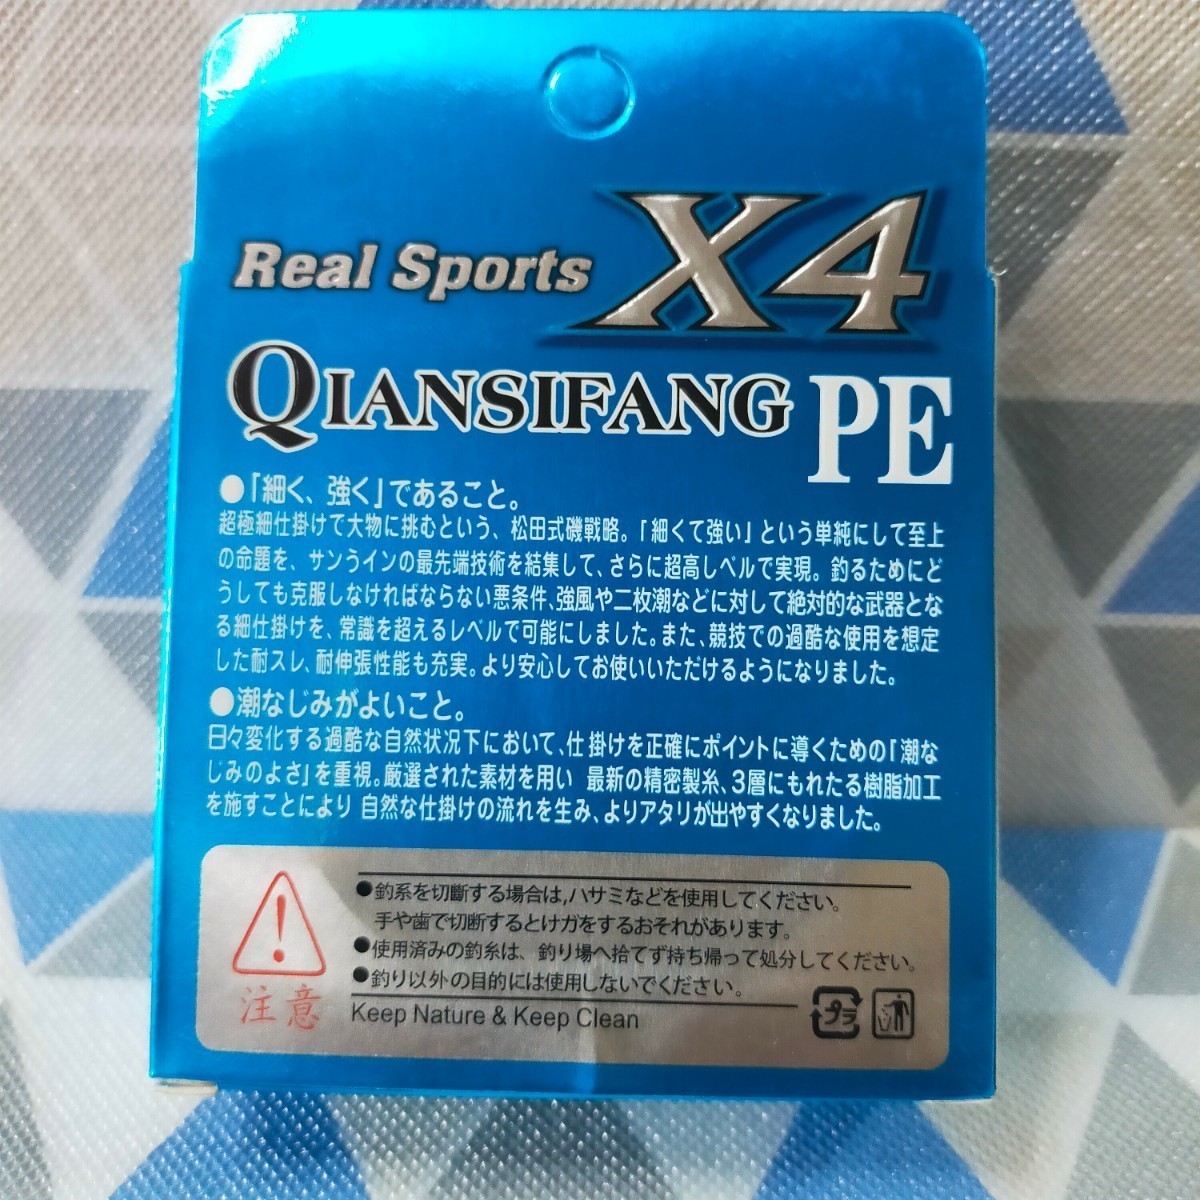 Real Sports X4
QIANSIFANG PE
●「細く、強く」であること。
超極細仕掛けで大物に挑むという、松田式磯戦略。「細くて強い」という単純にして至上
の命題を、サンうインの最先端技術を結集して、さらに超高しベルで実現。釣るためにど
うしても克服しなければならない悪条件、強風や二枚潮などに対して絶対的な武器とな
る細仕掛けを、常識を超えるレベルで可能にしました。また、競技での過酷な使用を想定
した耐スレ、耐伸張性能も充実。より安心してお使いいただけるようになりました。
●潮なじみがよいこと。
日々変化する過酷な自然状況下において、仕掛けを正確にポイントに導くための「潮な
じみのよさ」を重視。厳選された素材を用い 最新の精密製糸、3層にもれたる樹脂加工
を施すことにより 自然な仕掛けの流れを生み、よりアタリが出やすくなりました。
●釣系を切斷する場合は,ハサミなどを使用してください。
手や歯で切断するとけガをするおそれがあります。
●使用済みの釣糸は、釣り場へ捨てず持ち帰って処分してください。
●釣り以外の目的には使用しないでください。
注意
Keep Nature & Keep Clean
プラ